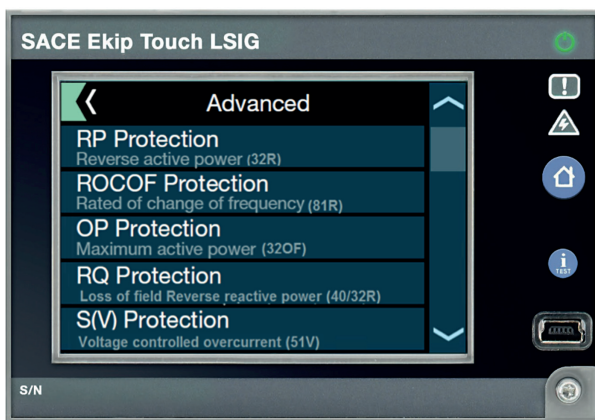 SACE Ekip Touch LSIG
Advanced
RP Protection
Reverse active power (32R)
ROCOF Protection
Rated of change of frequency (81R)
OP Protection
Maximum active power (32OF)
RQ Protection
Loss of field Reverse reactive power (40/32R)
S(V) Protection
Voltage controlled overcurrent (51V)
i
TEST
S/N